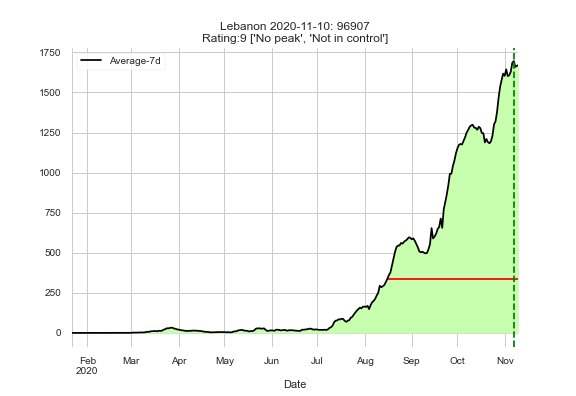 Lebanon 2020-11-10: 96907
Rating:9 ['No peak', 'Not in control']
Average-7d
1750
1500
1250
1000
750
500
250
0
Feb Mar Apr May Jun Jul Aug Sep Oct Nov
2020
Date